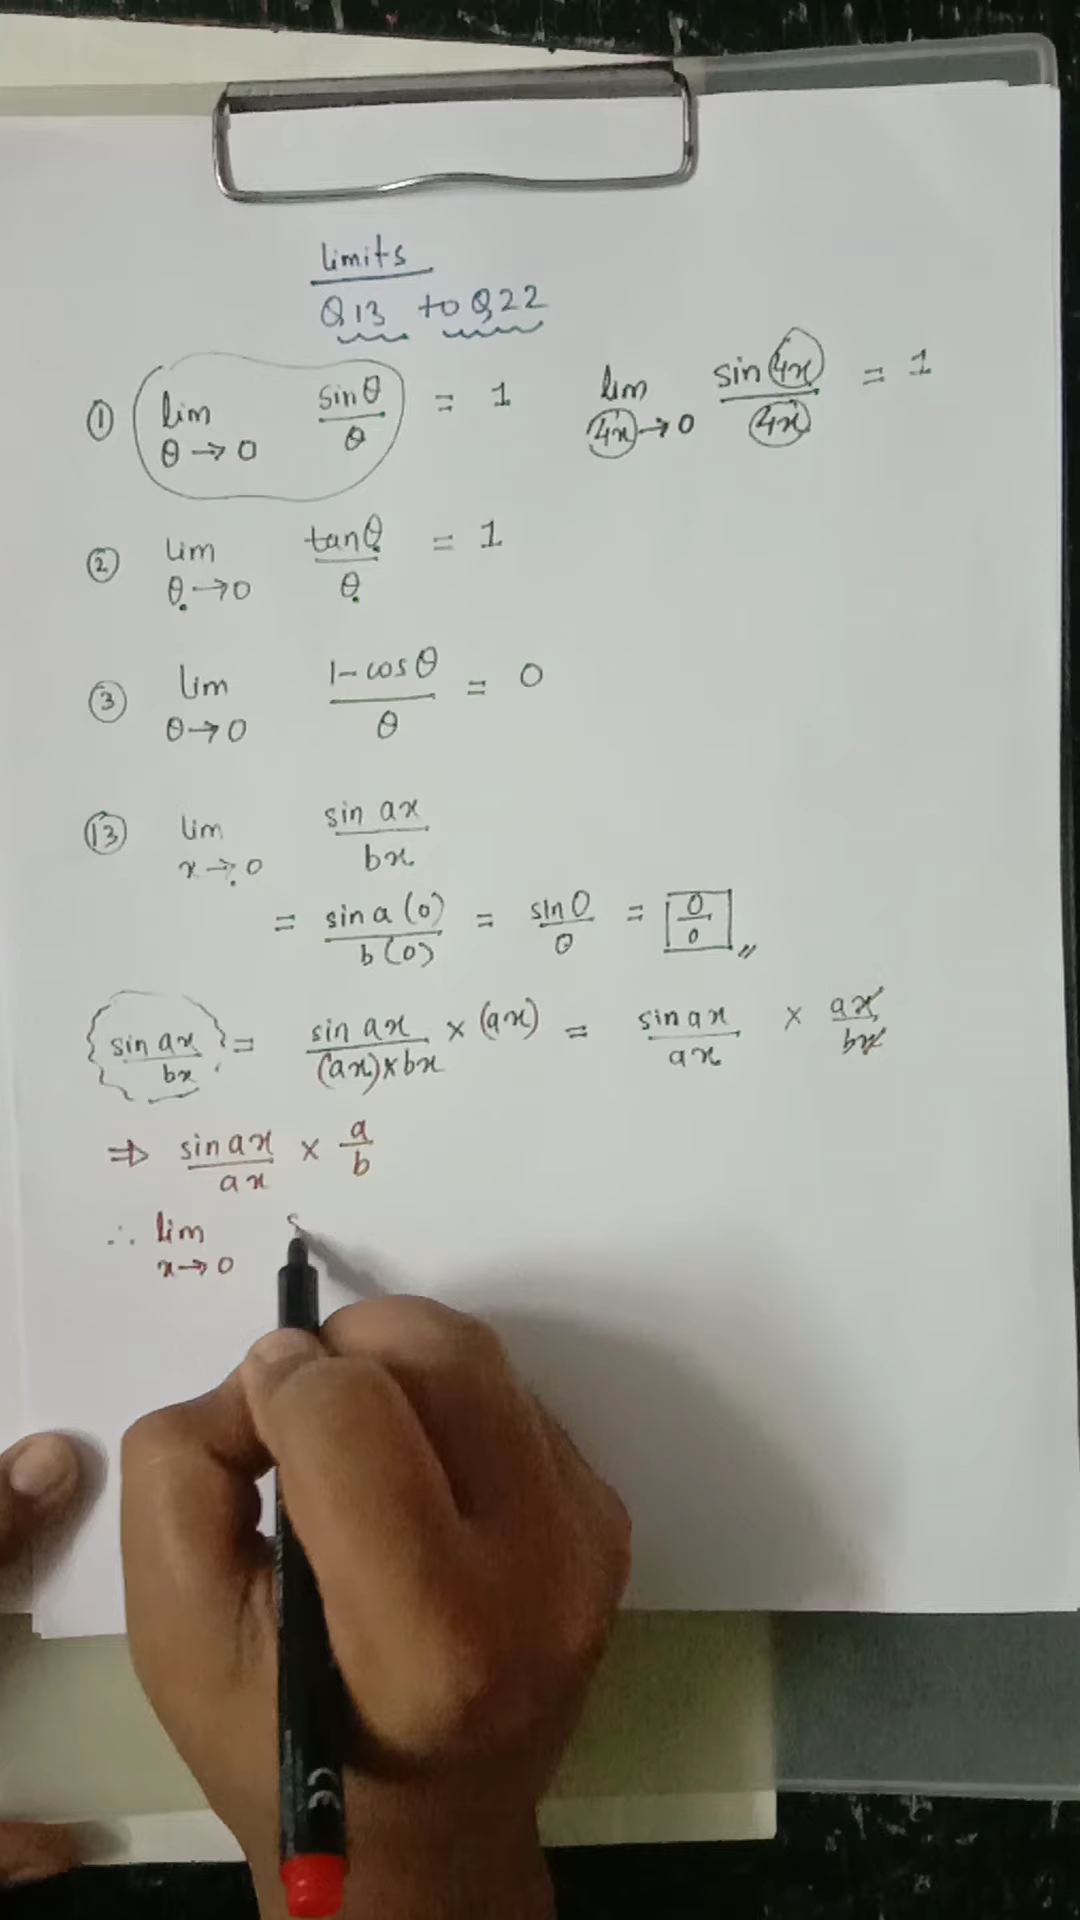 limits
Q13 to Q22
① lim θ→0 sinθ/θ = 1 lim 4x→0 sin(4x)/4x = 1
② lim θ→0 tanθ/θ = 1
③ lim θ→0 1-cosθ/θ = 0
⑬ lim x→0 sin ax/bx
= sin a(0)/b(0) = sin0/0 = 0/0 〃
{sin ax/bx} = sin ax/(ax)×bx × (ax) = sin ax/ax × ax/bx
⇒ sin ax/ax × a/b
∴ lim x→0 s
CE